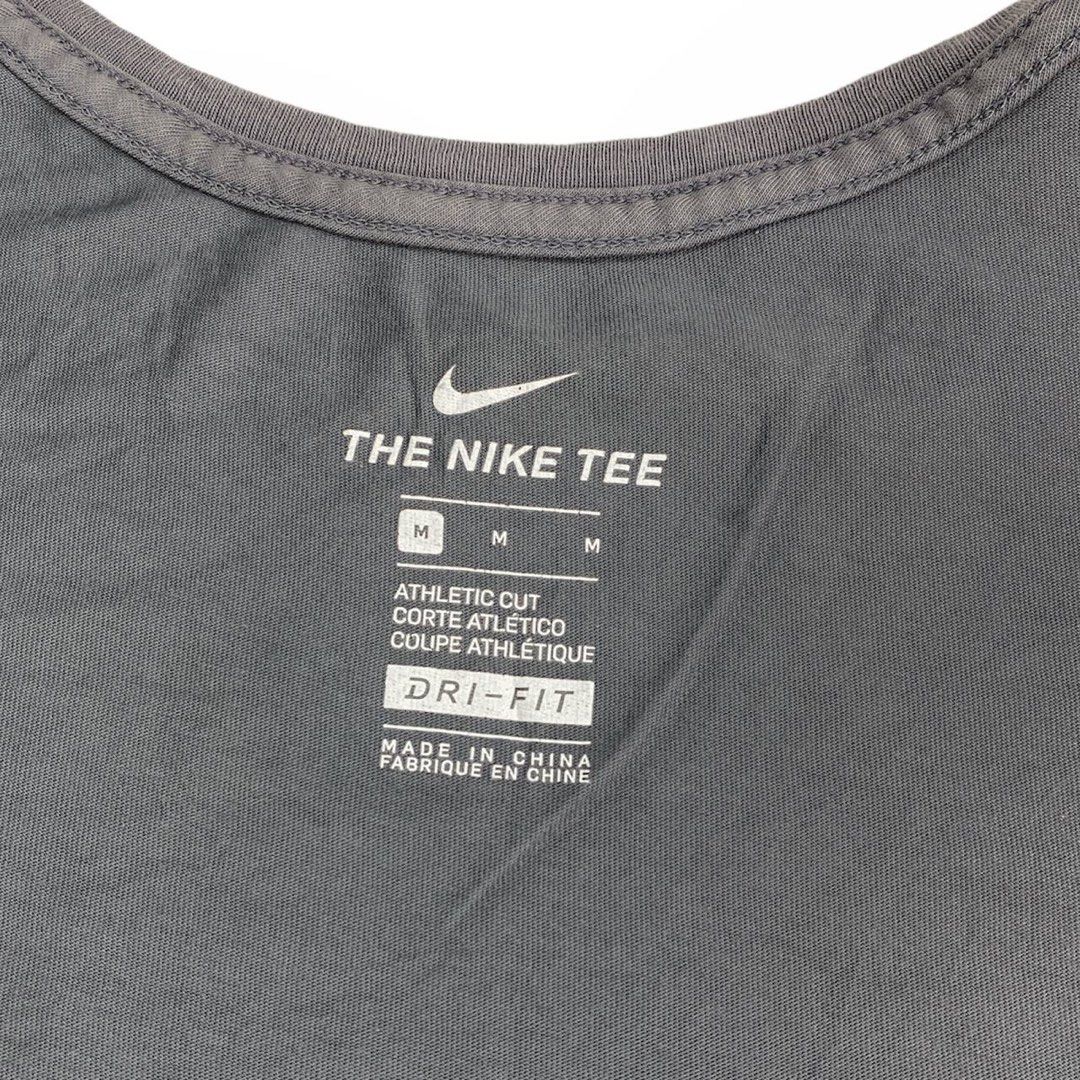 THE NIKE TEE
M M M
ATHLETIC CUT
CORTE ATLÉTICO
COUPE ATHLÉTIQUE
DRI-FIT
MADE IN CHINA
FABRIQUE EN CHINE